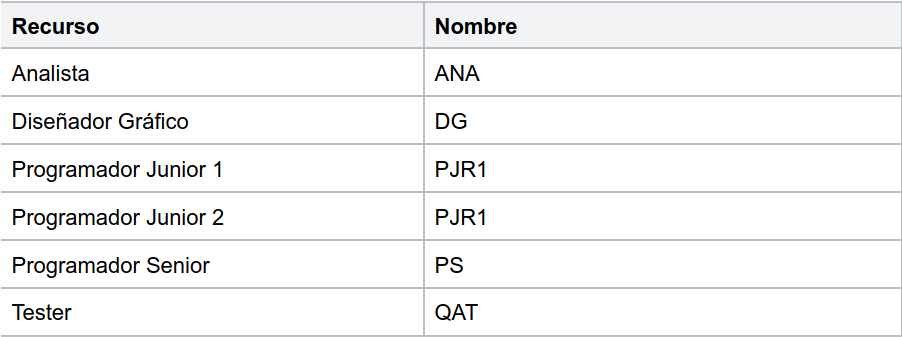 Recurso Nombre
Analista ANA
Diseñador Gráfico DG
Programador Junior 1 PJR1
Programador Junior 2 PJR1
Programador Senior PS
Tester QAT